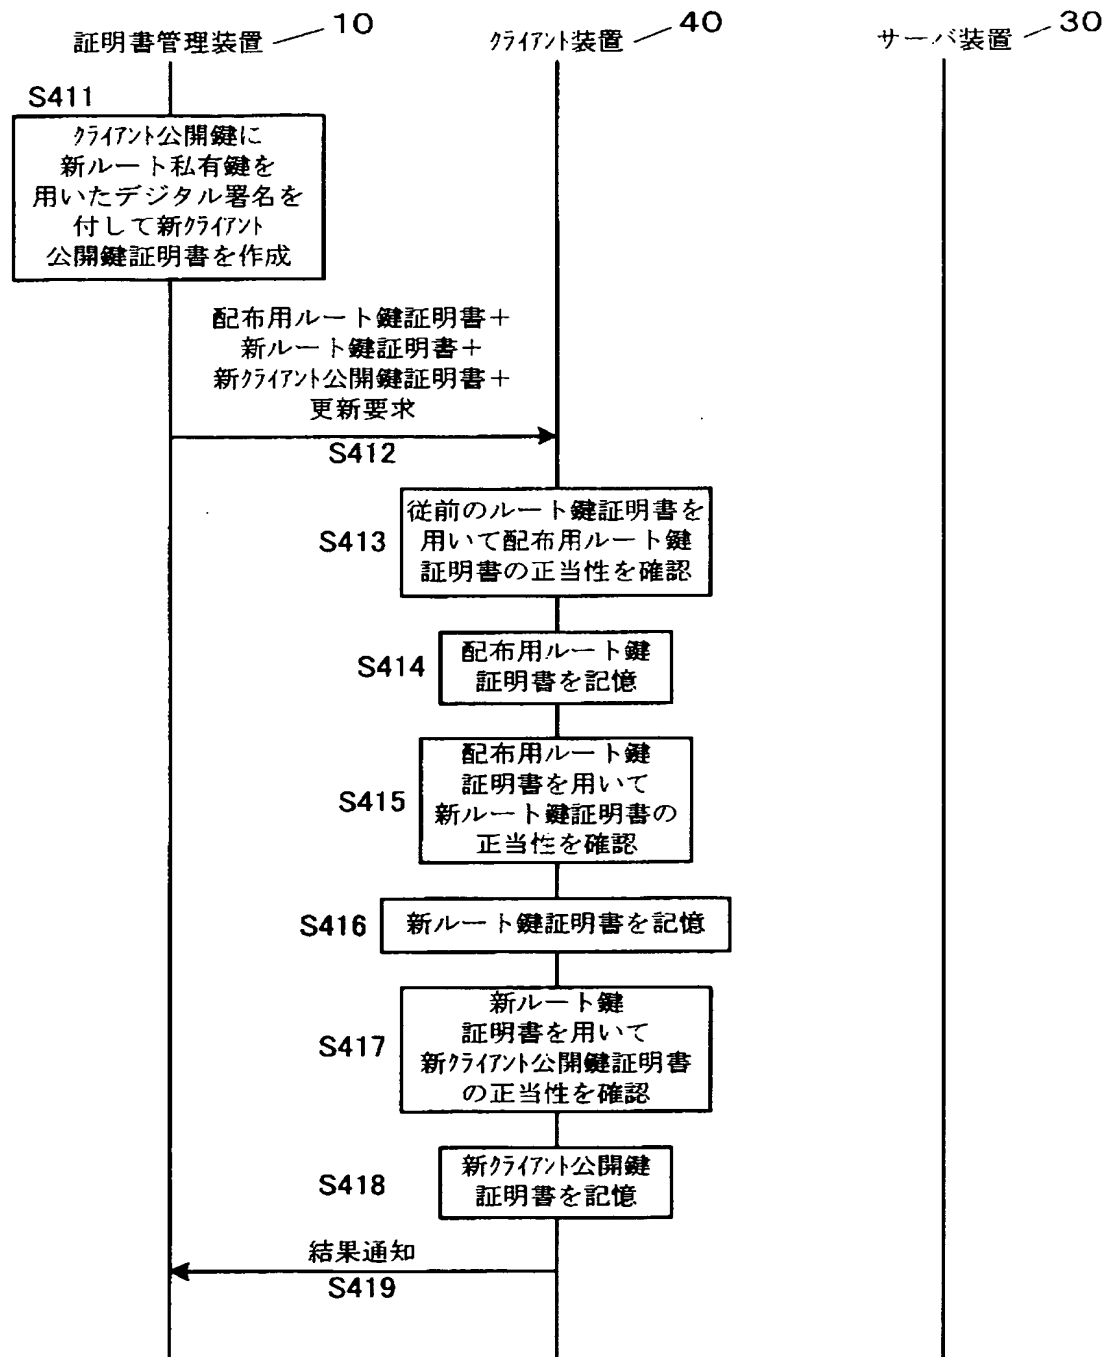 証明書管理装置
10
クライアント装置
40
サーバ装置
30
S411
クライアント公開鍵に
新ルート私有鍵を
用いたデジタル署名を
付して新クライアント
公開鍵証明書を作成
配布用ルート鍵証明書＋
新ルート鍵証明書＋
新クライアント公開鍵証明書＋
更新要求
S412
S413
従前のルート鍵証明書を
用いて配布用ルート鍵
証明書の正当性を確認
S414
配布用ルート鍵
証明書を記憶
S415
配布用ルート鍵
証明書を用いて
新ルート鍵証明書の
正当性を確認
S416
新ルート鍵証明書を記憶
S417
新ルート鍵
証明書を用いて
新クライアント公開鍵証明書
の正当性を確認
S418
新クライアント公開鍵
証明書を記憶
結果通知
S419